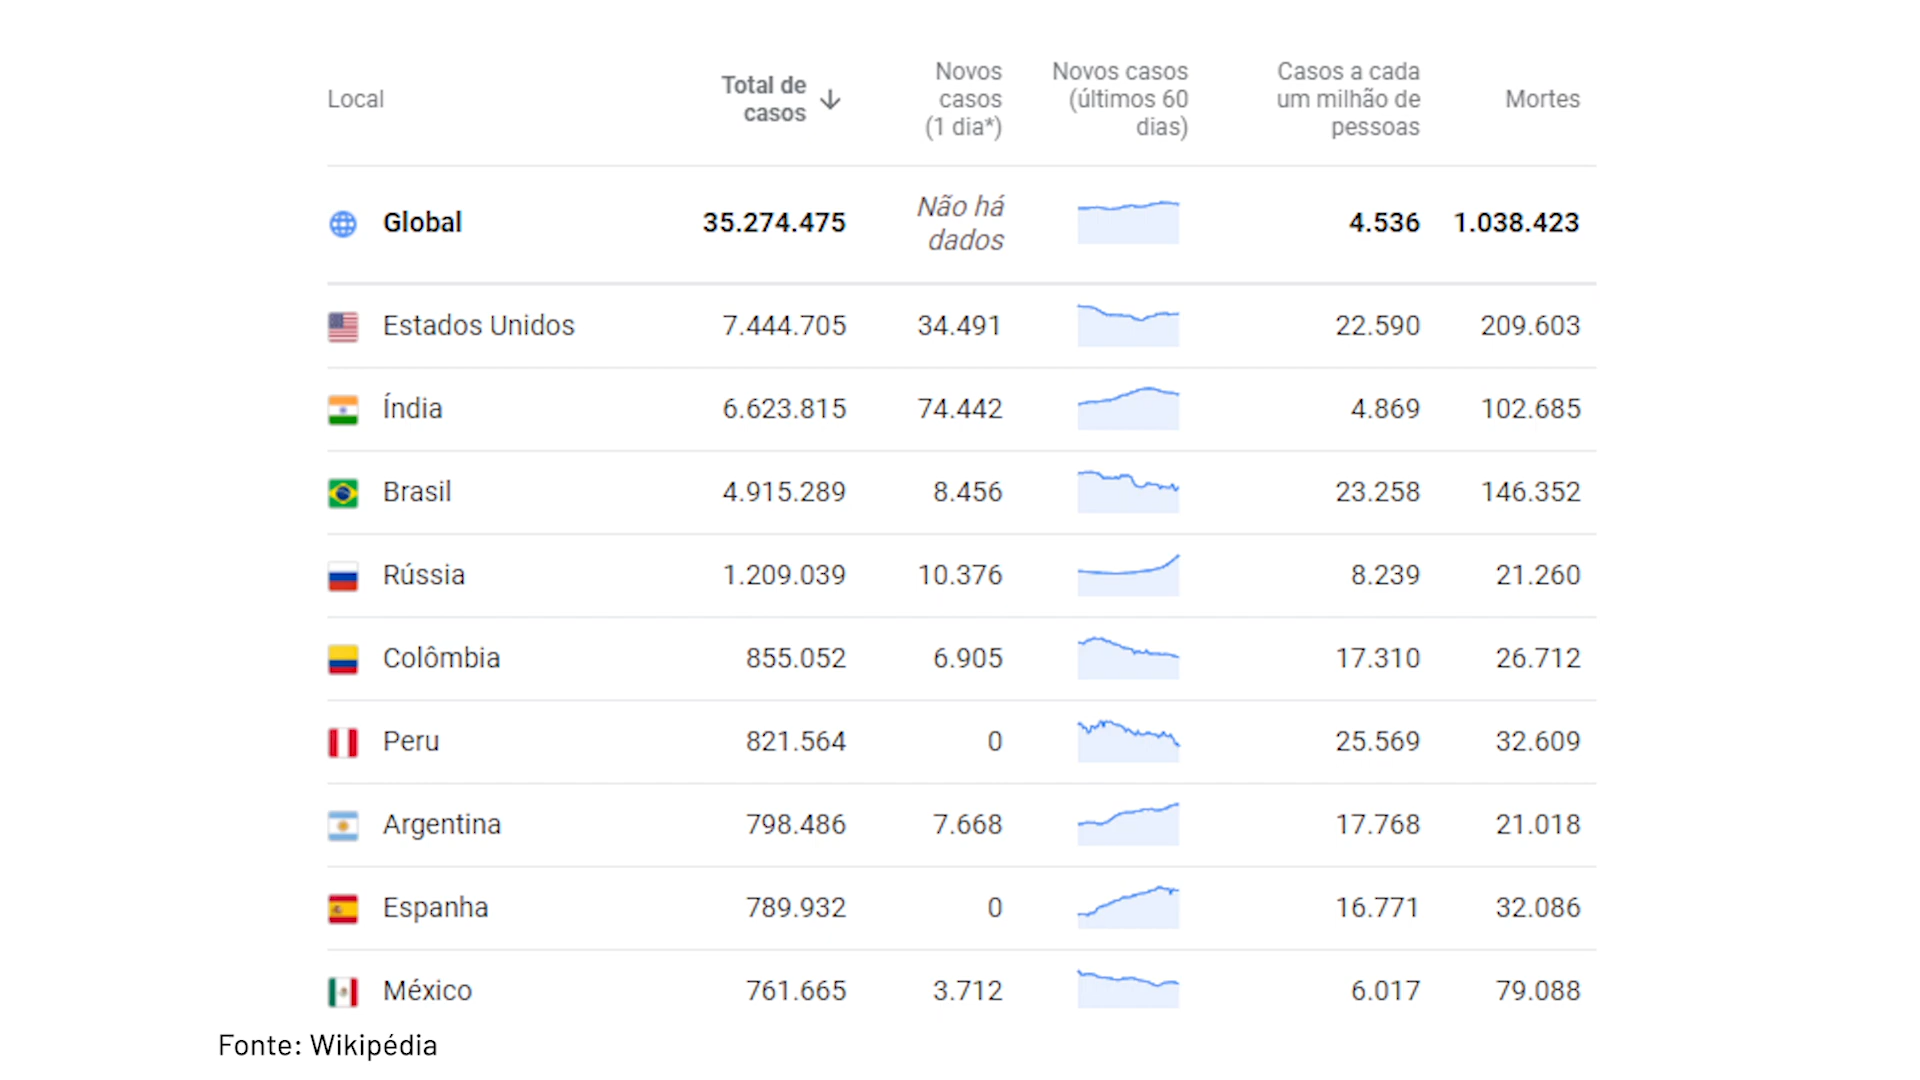 Local Total de casos Novos casos (1 dia*) Novos casos (últimos 60 dias) Casos a cada um milhão de pessoas Mortes
Global 35.274.475 Não há dados 4.536 1.038.423
Estados Unidos 7.444.705 34.491 22.590 209.603
Índia 6.623.815 74.442 4.869 102.685
Brasil 4.915.289 8.456 23.258 146.352
Rússia 1.209.039 10.376 8.239 21.260
Colômbia 855.052 6.905 17.310 26.712
Peru 821.564 0 25.569 32.609
Argentina 798.486 7.668 17.768 21.018
Espanha 789.932 0 16.771 32.086
México 761.665 3.712 6.017 79.088
Fonte: Wikipédia